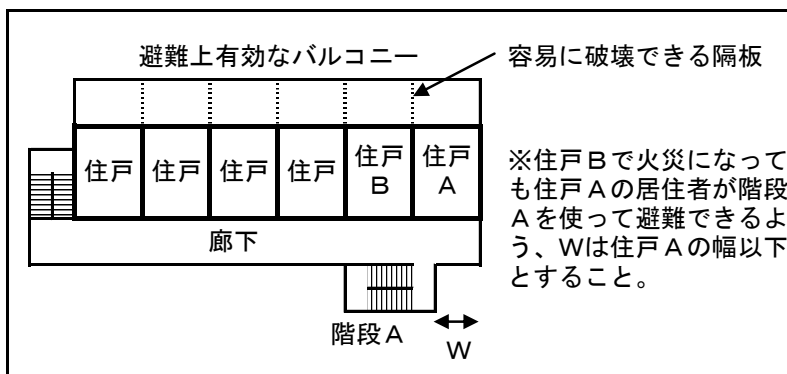 避難上有効なバルコニー
容易に破壊できる隔板
住戸
住戸
住戸
住戸
住戸
B
住戸
A
※住戸Bで火災になって
も住戸Aの居住者が階段
Aを使って避難できるよ
う、Wは住戸Aの幅以下
とすること。
廊下
階段A
W